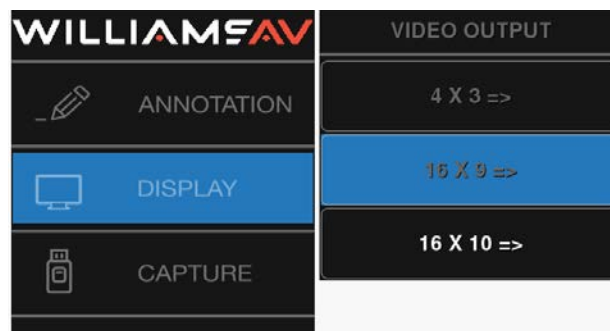 WILLIAMSAV
ANNOTATION
DISPLAY
CAPTURE
VIDEO OUTPUT
4 X 3 =>
16 X 9 =>
16 X 10 =>